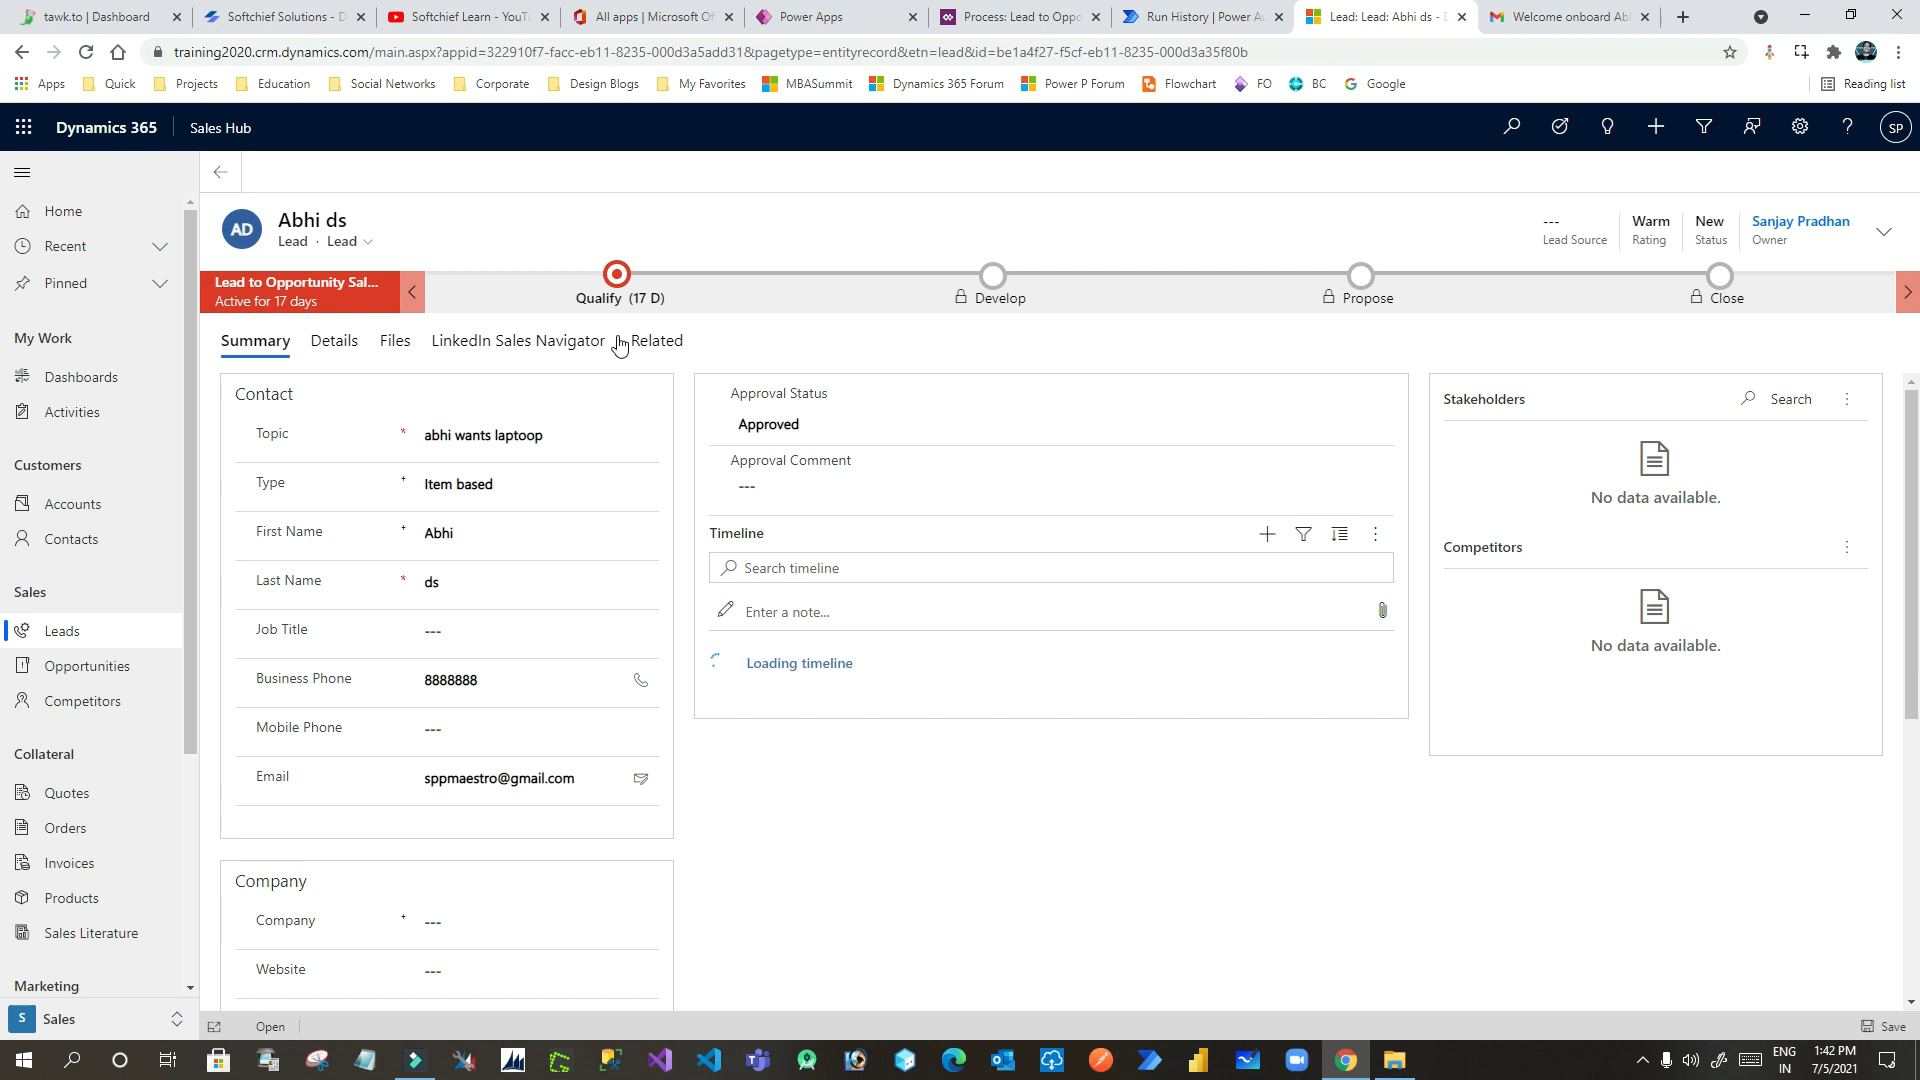 tawk.to | Dashboard
Softchief Solutions - D
Softchief Learn - YouTu
All apps | Microsoft Of
Power Apps
Process: Lead to Oppo
Run History | Power Au
Lead: Lead: Abhi ds - D
Welcome onboard Abl
training2020.crm.dynamics.com/main.aspx?appid=322910f7-facc-eb11-8235-000d3a5add31&pagetype=entityrecord&etn=lead&id=be1a4f27-f5cf-eb11-8235-000d3a35f80b
Apps
Quick
Projects
Education
Social Networks
Corporate
Design Blogs
My Favorites
MBASummit
Dynamics 365 Forum
Power P Forum
Flowchart
FO
BC
Google
Reading list
Dynamics 365
Sales Hub
SP
Home
Recent
Pinned
My Work
Dashboards
Activities
Customers
Accounts
Contacts
Sales
Leads
Opportunities
Competitors
Collateral
Quotes
Orders
Invoices
Products
Sales Literature
Marketing
S Sales
AD
Abhi ds
Lead · Lead
---
Lead Source
Warm
Rating
New
Status
Sanjay Pradhan
Owner
Lead to Opportunity Sal...
Active for 17 days
Qualify (17 D)
Develop
Propose
Close
Summary
Details
Files
LinkedIn Sales Navigator
Related
Contact
Topic * abhi wants laptoop
Type + Item based
First Name + Abhi
Last Name * ds
Job Title ---
Business Phone 8888888
Mobile Phone ---
Email sppmaestro@gmail.com
Company
Company + ---
Website ---
Approval Status
Approved
Approval Comment
---
Timeline
Search timeline
Enter a note...
Loading timeline
Stakeholders
Search
No data available.
Competitors
No data available.
Open
Save
ENG
IN
1:42 PM
7/5/2021